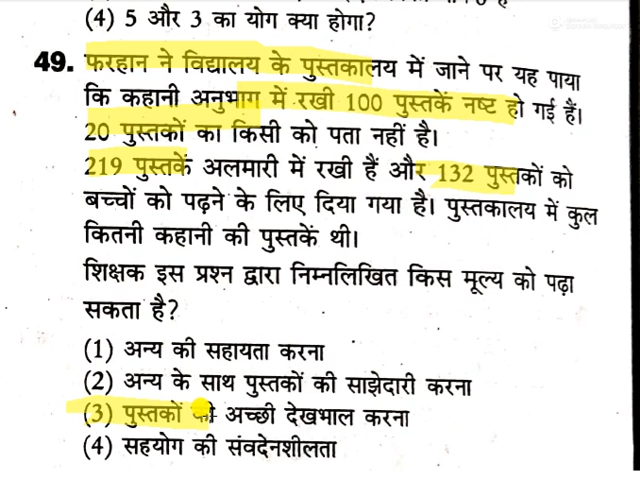 (4) 5 और 3 का योग क्या होगा?
49. फरहान ने विद्यालय के पुस्तकालय में जाने पर यह पाया
कि कहानी अनुभाग में रखी 100 पुस्तकें नष्ट हो गई हैं।
20 पुस्तकों का किसी को पता नहीं है।
219 पुस्तकें अलमारी में रखी हैं और 132 पुस्तकों को
बच्चों को पढ़ने के लिए दिया गया है। पुस्तकालय में कुल
कितनी कहानी की पुस्तकें थी।
शिक्षक इस प्रश्न द्वारा निम्नलिखित किस मूल्य को पढ़ा
सकता है?
(1) अन्य की सहायता करना
(2) अन्य के साथ पुस्तकों की साझेदारी करना
(3) पुस्तकों की अच्छी देखभाल करना
(4) सहयोग की संवदेनशीलता